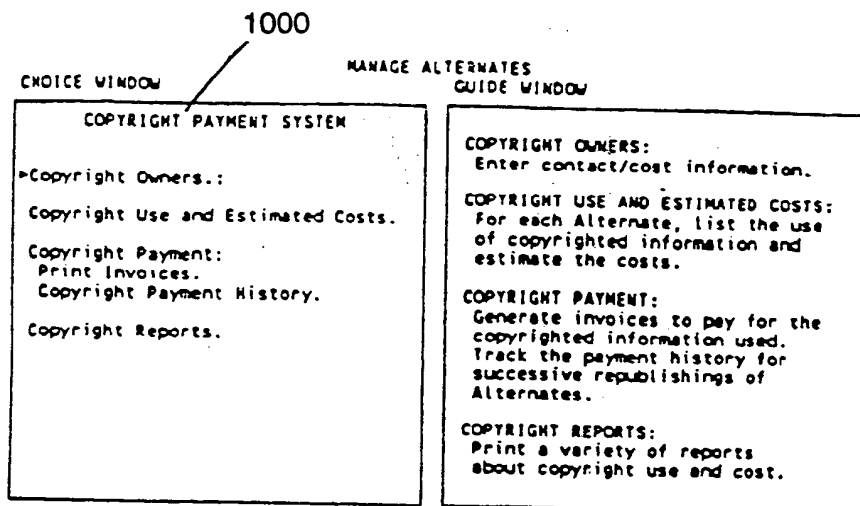 1000
MANAGE ALTERNATES
CHOICE WINDOW
GUIDE WINDOW
COPYRIGHT PAYMENT SYSTEM
▸Copyright Owners.:
Copyright Use and Estimated Costs.
Copyright Payment:
Print Invoices.
Copyright Payment History.
Copyright Reports.
COPYRIGHT OWNERS:
Enter contact/cost information.
COPYRIGHT USE AND ESTIMATED COSTS:
For each Alternate, list the use
of copyrighted information and
estimate the costs.
COPYRIGHT PAYMENT:
Generate invoices to pay for the
copyrighted information used.
Track the payment history for
successive republishings of
Alternates.
COPYRIGHT REPORTS:
Print a variety of reports
about copyright use and cost.